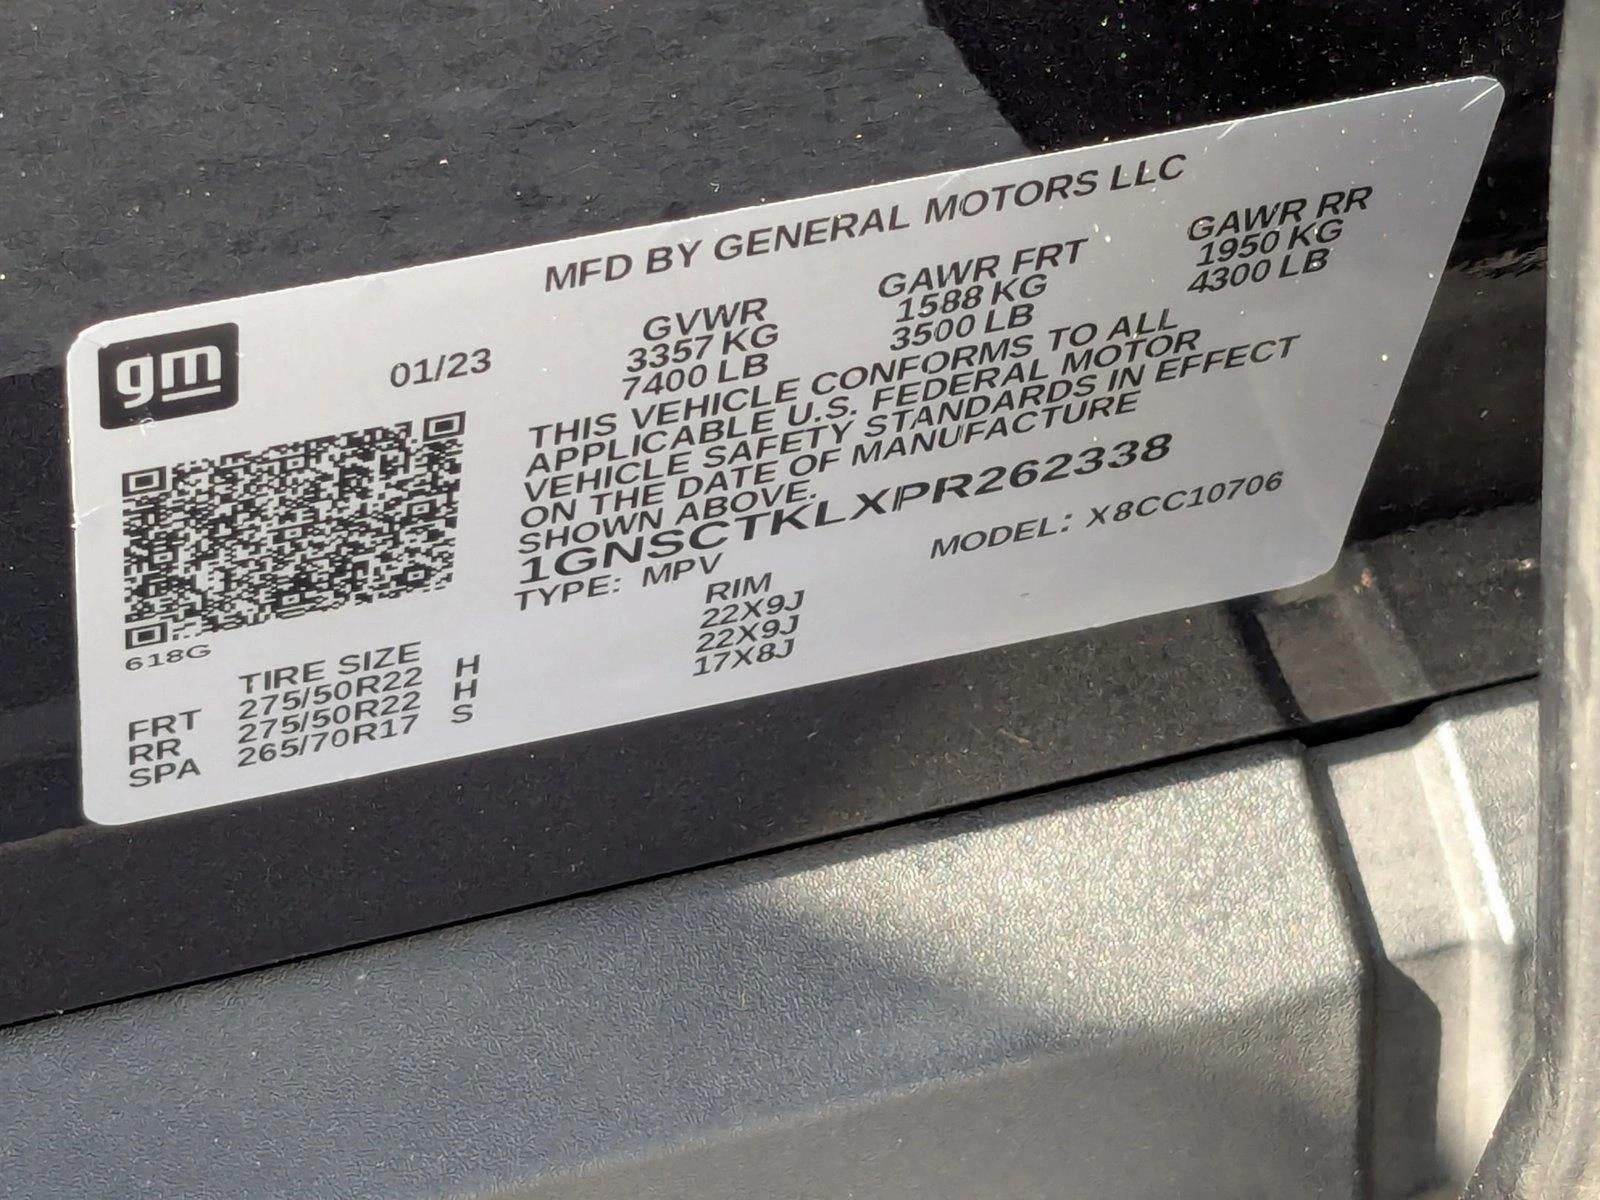 gm
MFD BY GENERAL MOTORS LLC
01/23
GVWR GAWR FRT GAWR RR
3357 KG 1588 KG 1950 KG
7400 LB 3500 LB 4300 LB
THIS VEHICLE CONFORMS TO ALL
APPLICABLE U.S. FEDERAL MOTOR
VEHICLE SAFETY STANDARDS IN EFFECT
ON THE DATE OF MANUFACTURE
SHOWN ABOVE.
1GNSCTKLXPR262338
TYPE: MPV MODEL: X8CC10706
618G
TIRE SIZE RIM
FRT 275/50R22 H 22X9J
RR 275/50R22 H 22X9J
SPA 265/70R17 S 17X8J